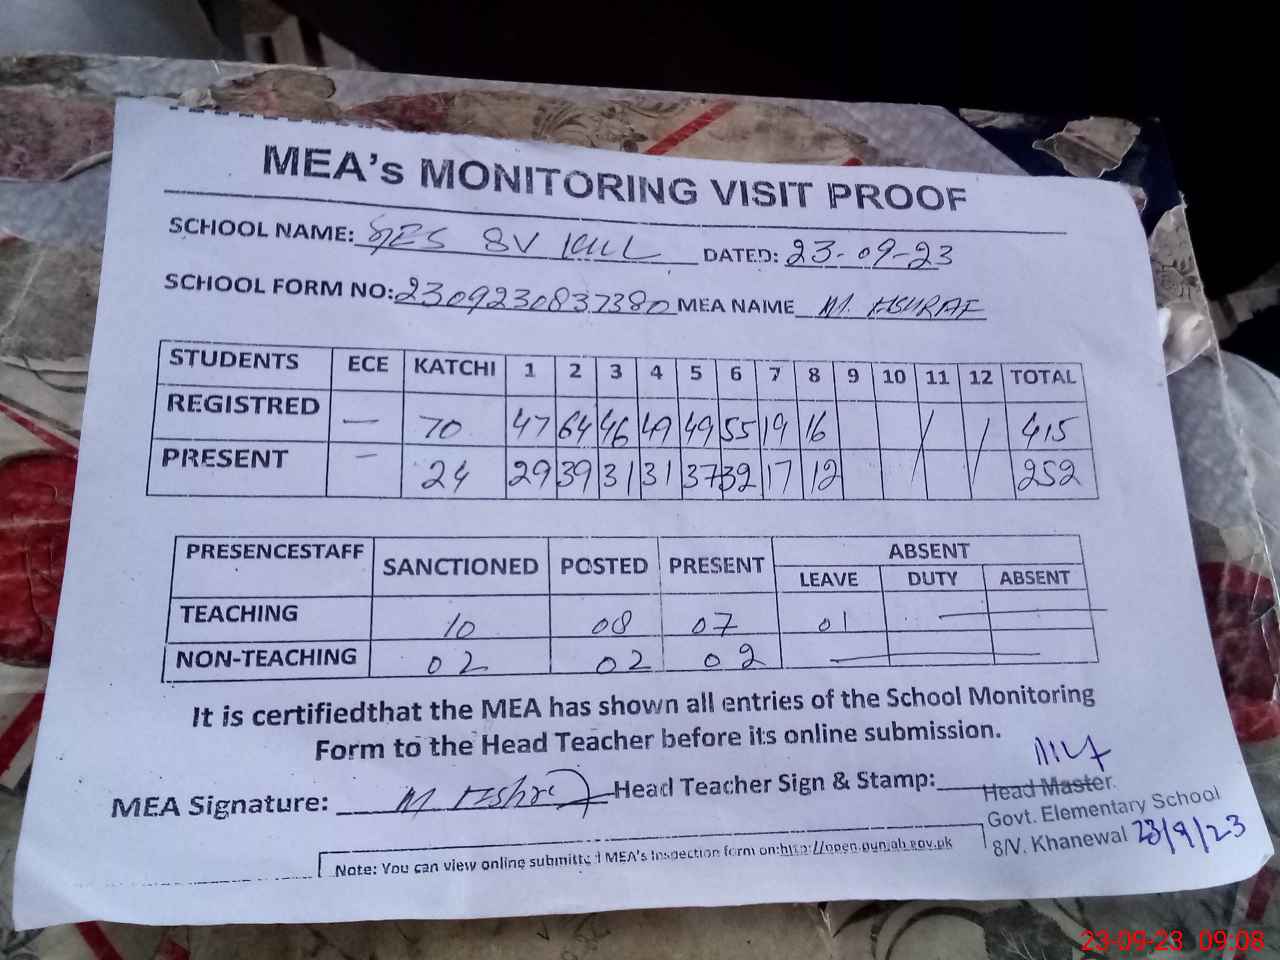 MEA's MONITORING VISIT PROOF
SCHOOL NAME: GES 8V KWL DATED: 23-09-23
SCHOOL FORM NO: 2309230837380 MEA NAME M. ASHRAF
STUDENTS ECE KATCHI 1 2 3 4 5 6 7 8 9 10 11 12 TOTAL
REGISTRED — 70 47 64 46 49 49 55 19 16 / / 415
PRESENT — 24 29 39 31 31 37 32 17 12 252
PRESENCESTAFF SANCTIONED POSTED PRESENT ABSENT
LEAVE DUTY ABSENT
TEACHING 10 08 07 01 —
NON-TEACHING 02 02 02 —
It is certifiedthat the MEA has shown all entries of the School Monitoring
Form to the Head Teacher before its online submission.
MEA Signature: M Ashraf Head Teacher Sign & Stamp:
Head Master
Govt. Elementary School
8/V. Khanewal 23/9/23
Note: You can view online submitted MEA's Inspection form on:http://open.punjab.gov.pk
23-09-23 09:08